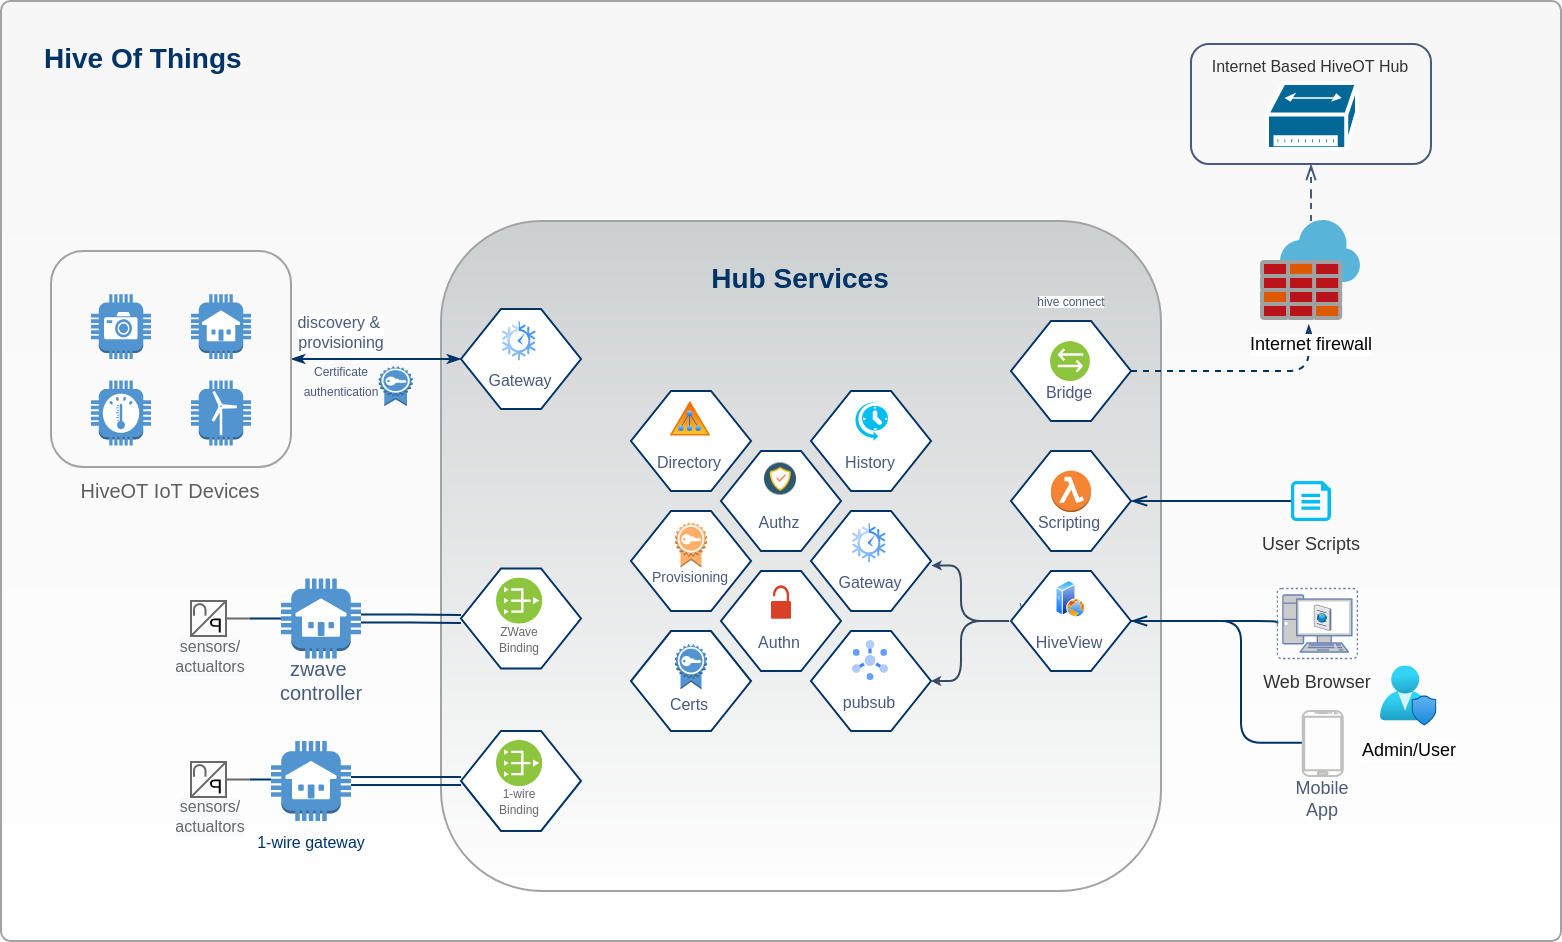 Hive Of Things
Internet Based HiveOT Hub
Hub Services
hive connect
Internet firewall
discovery &
provisioning
Certificate
authentication
Gateway
Bridge
HiveOT IoT Devices
Directory
History
Authz
Scripting
User Scripts
Provisioning
Gateway
ZWave
Binding
sensors/
actualtors
zwave
controller
Authn
HiveView
Web Browser
Certs
pubsub
Admin/User
1-wire
Binding
sensors/
actualtors
1-wire gateway
Mobile
App